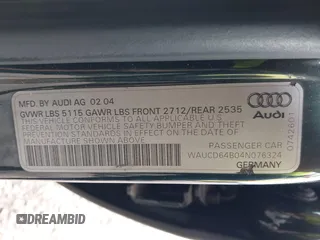 MFD. BY AUDI AG 02.04
GVWR LBS 5115 GAWR LBS FRONT 2712/REAR 2535
THIS VEHICLE CONFORMS TO ALL APPLICABLE
FEDERAL MOTOR VEHICLE SAFETY BUMPER AND THEFT
PREVENTION STANDARDS IN EFFECT ON THE DATE OF
MANUFACTURE SHOWN ABOVE
Audi
PASSENGER CAR
WAUCD64B04N076324
GERMANY
DREAMBID.COM